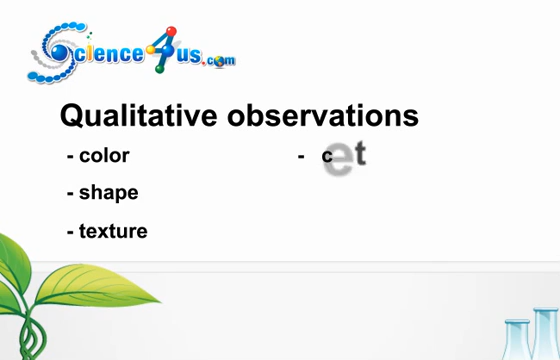 Science4us.com
Qualitative observations
- color
- shape
- texture
- c e t